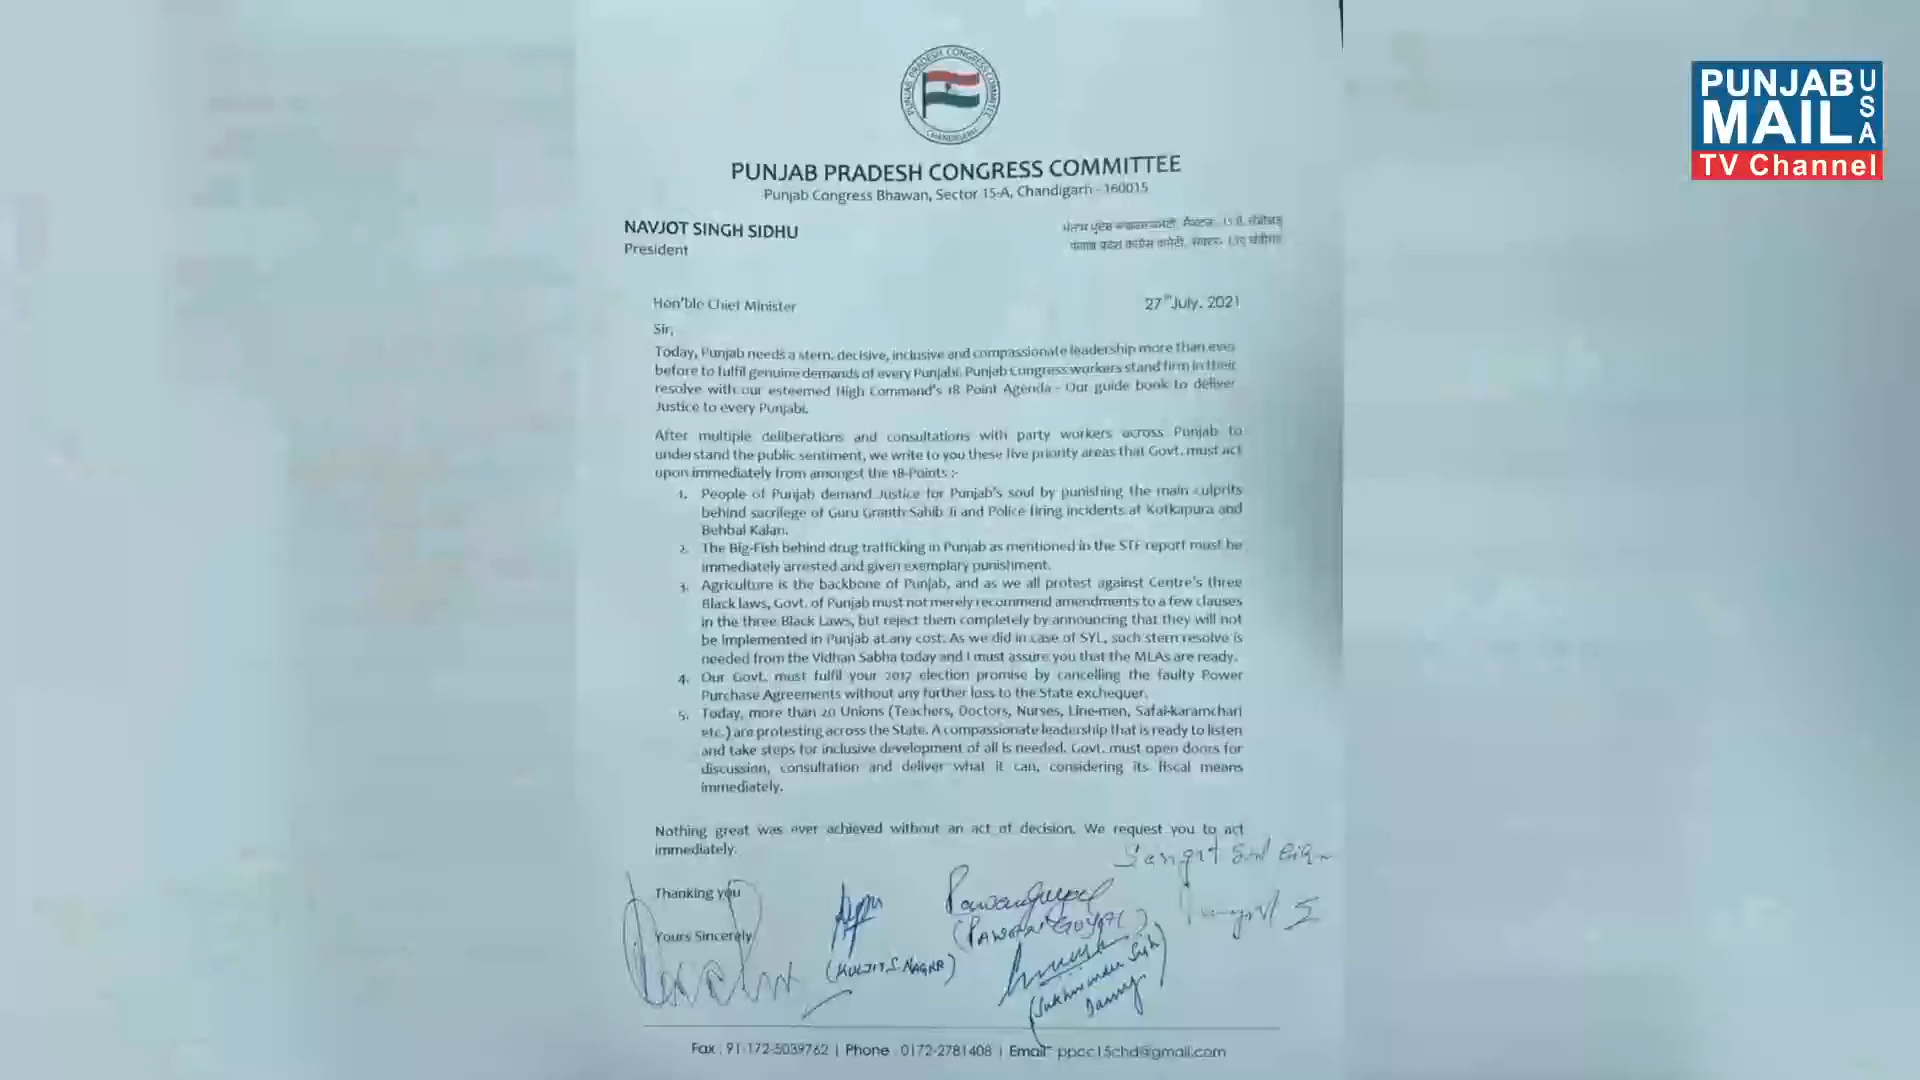 PUNJAB PRADESH CONGRESS COMMITTEE
CHANDIGARH
PUNJAB PRADESH CONGRESS COMMITTEE
Punjab Congress Bhawan, Sector 15-A, Chandigarh - 160015
NAVJOT SINGH SIDHU
President
Hon'ble Chief Minister
27th July, 2021
Sir,
Today, Punjab needs a stern, decisive, inclusive and compassionate leadership more than ever
before to fulfil genuine demands of every Punjabi. Punjab Congress workers stand firm in their
resolve with our esteemed High Command's 18 Point Agenda - Our guide book to deliver
Justice to every Punjabi.
After multiple deliberations and consultations with party workers across Punjab to
understand the public sentiment, we write to you these five priority areas that Govt. must act
upon immediately from amongst the 18-Points :-
1. People of Punjab demand Justice for Punjab's soul by punishing the main culprits
behind sacrilege of Guru Granth Sahib Ji and Police firing incidents at Kotkapura and
Behbal Kalan.
2. The Big-Fish behind drug trafficking in Punjab as mentioned in the STF report must be
immediately arrested and given exemplary punishment.
3. Agriculture is the backbone of Punjab, and as we all protest against Centre's three
Black laws, Govt. of Punjab must not merely recommend amendments to a few clauses
in the three Black Laws, but reject them completely by announcing that they will not
be implemented in Punjab at any cost. As we did in case of SYL, such stern resolve is
needed from the Vidhan Sabha today and I must assure you that the MLAs are ready.
4. Our Govt. must fulfil your 2017 election promise by cancelling the faulty Power
Purchase Agreements without any further loss to the State exchequer.
5. Today, more than 20 Unions (Teachers, Doctors, Nurses, Line-men, Safai-karamchari
etc.) are protesting across the State. A compassionate leadership that is ready to listen
and take steps for inclusive development of all is needed. Govt. must open doors for
discussion, consultation and deliver what it can, considering its fiscal means
immediately.
Nothing great was ever achieved without an act of decision. We request you to act
immediately.
Thanking you
Yours Sincerely
(KULJIT S. NAGRA)
Pawan Goyal
(PAWAN GOYAL)
(Sukhwinder Singh
Danny)
Sangat Singh
Fax : 91-172-5039762 | Phone : 0172-2781408 | Email : ppcc15chd@gmail.com
PUNJAB
MAIL
USA
TV Channel